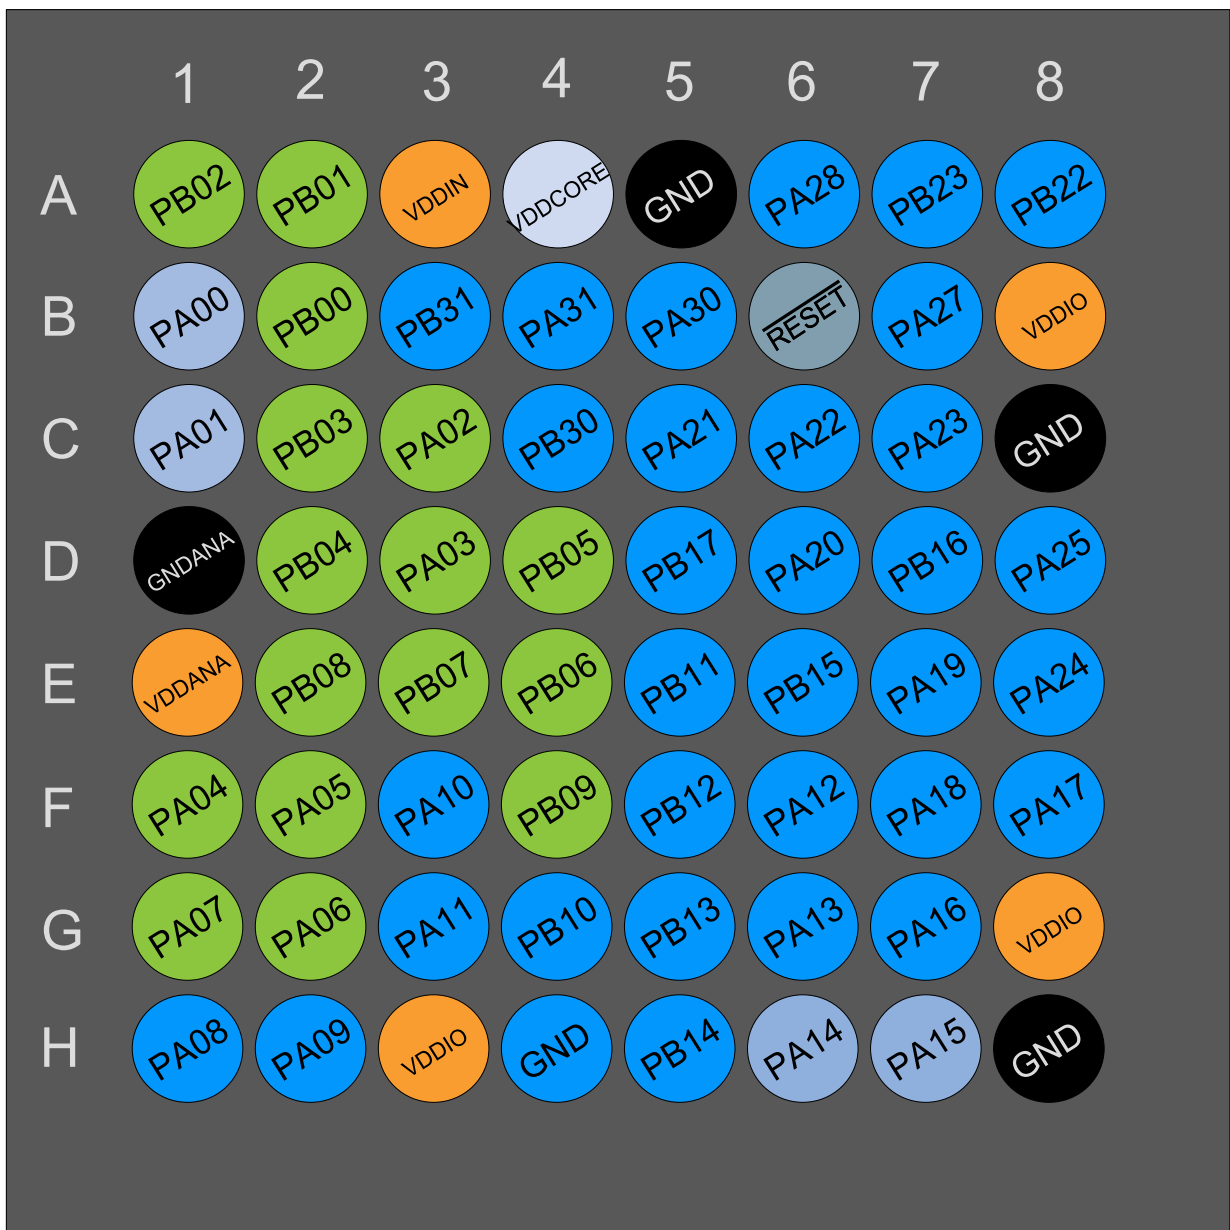 1 2 3 4 5 6 7 8
A PB02 PB01 VDDIN VDDCORE GND PA28 PB23 PB22
B PA00 PB00 PB31 PA31 PA30 RESET PA27 VDDIO
C PA01 PB03 PA02 PB30 PA21 PA22 PA23 GND
D GNDANA PB04 PA03 PB05 PB17 PA20 PB16 PA25
E VDDANA PB08 PB07 PB06 PB11 PB15 PA19 PA24
F PA04 PA05 PA10 PB09 PB12 PA12 PA18 PA17
G PA07 PA06 PA11 PB10 PB13 PA13 PA16 VDDIO
H PA08 PA09 VDDIO GND PB14 PA14 PA15 GND